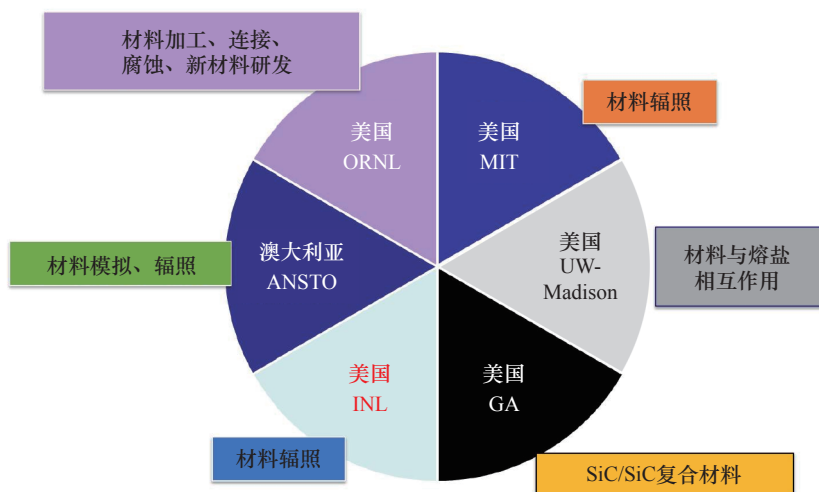 材料加工、连接、
腐蚀、新材料研发
美国
ORNL
美国
MIT
材料辐照
澳大利亚
ANSTO
材料模拟、辐照
美国
UW-
Madison
材料与熔盐
相互作用
美国
INL
材料辐照
美国
GA
SiC/SiC复合材料